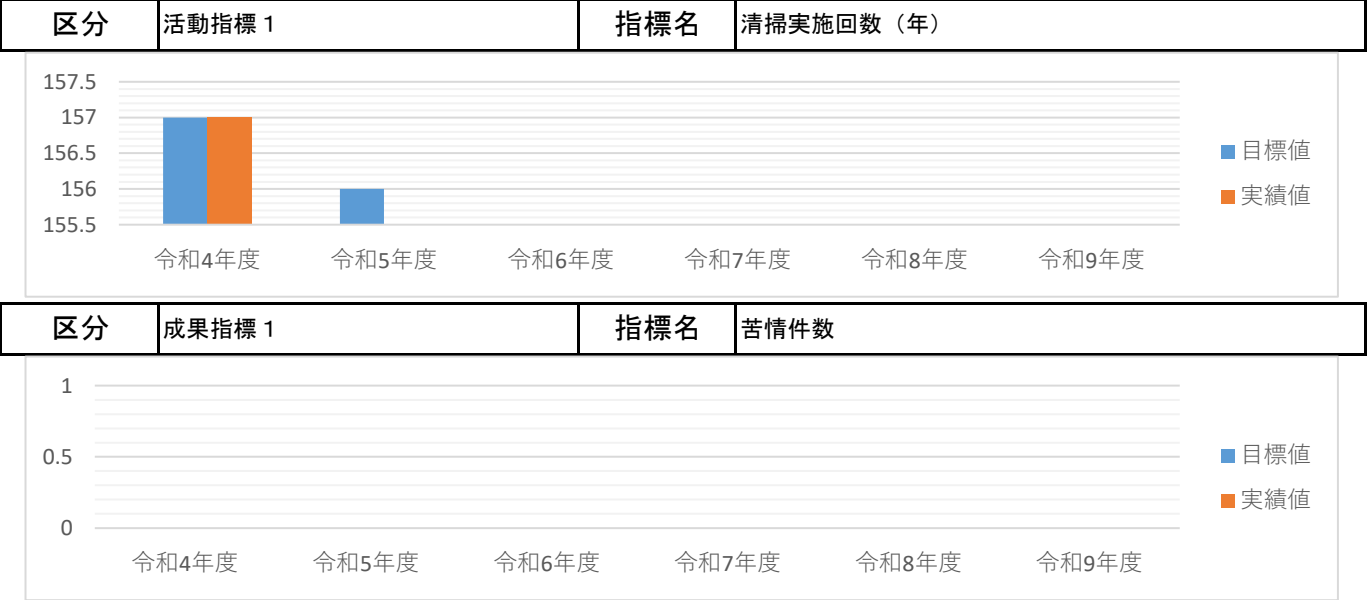 区分 活動指標１ 指標名 清掃実施回数（年）
157.5
157
156.5
156
155.5
令和4年度 令和5年度 令和6年度 令和7年度 令和8年度 令和9年度
目標値
実績値
区分 成果指標１ 指標名 苦情件数
1
0.5
0
令和4年度 令和5年度 令和6年度 令和7年度 令和8年度 令和9年度
目標値
実績値